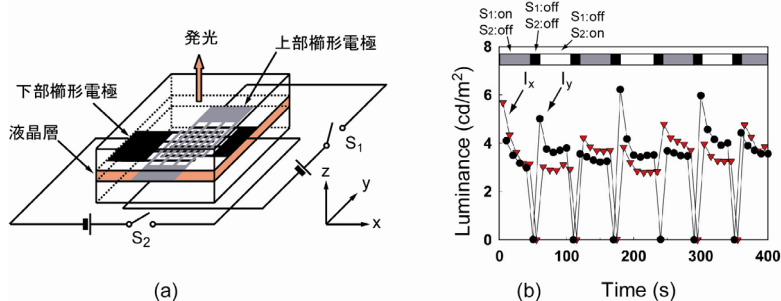 発光
上部櫛形電極
下部櫛形電極
液晶層
S1
S2
z
y
x
(a)
S1:on
S2:off
S1:off
S2:off
S1:off
S2:on
Luminance (cd/m2)
8
6
4
2
0
Ix
Iy
0
100
200
300
400
(b)
Time (s)